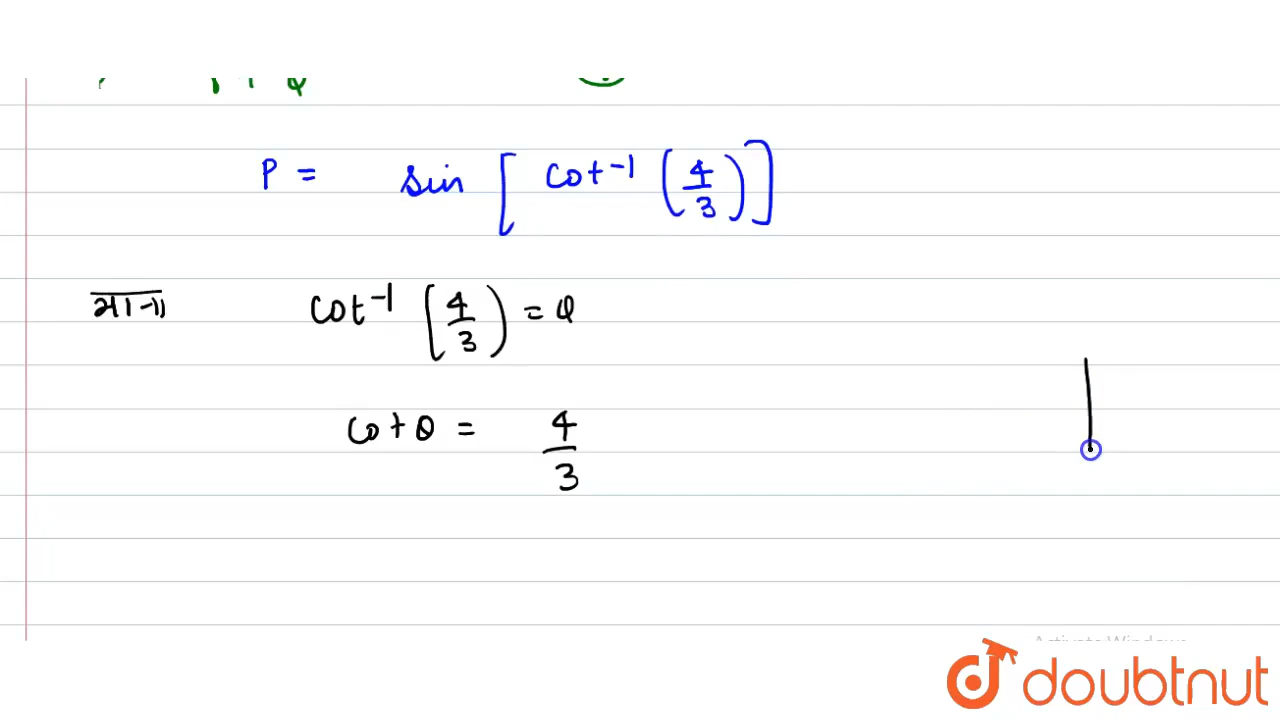 P = sin [ cot⁻¹ ( 4/3 ) ]
माना cot⁻¹ ( 4/3 ) = θ
cot θ = 4/3
doubtnut